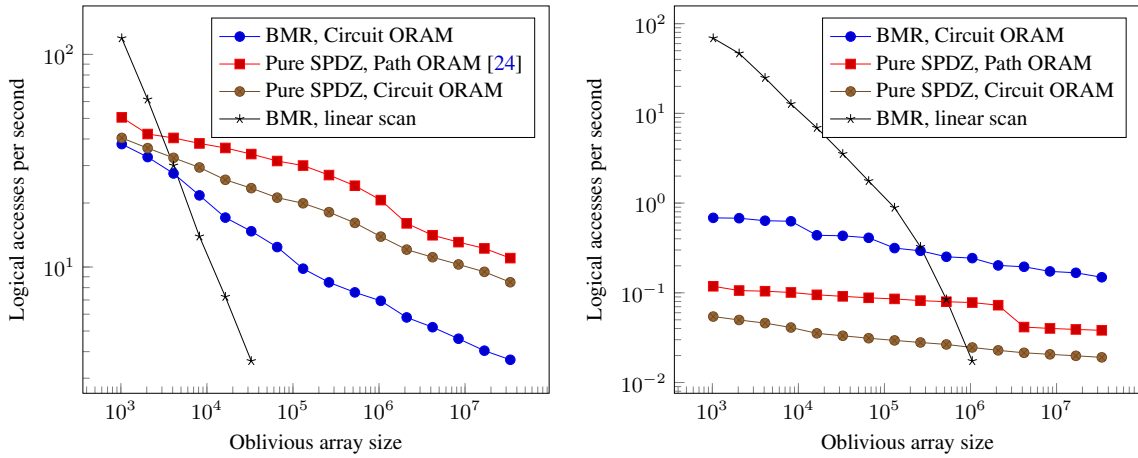 BMR, Circuit ORAM
Pure SPDZ, Path ORAM [24]
Pure SPDZ, Circuit ORAM
BMR, linear scan
Logical accesses per second
10^2
10^1
10^3
10^4
10^5
10^6
10^7
Oblivious array size
BMR, Circuit ORAM
Pure SPDZ, Path ORAM
Pure SPDZ, Circuit ORAM
BMR, linear scan
Logical accesses per second
10^2
10^1
10^0
10^−1
10^−2
10^3
10^4
10^5
10^6
10^7
Oblivious array size